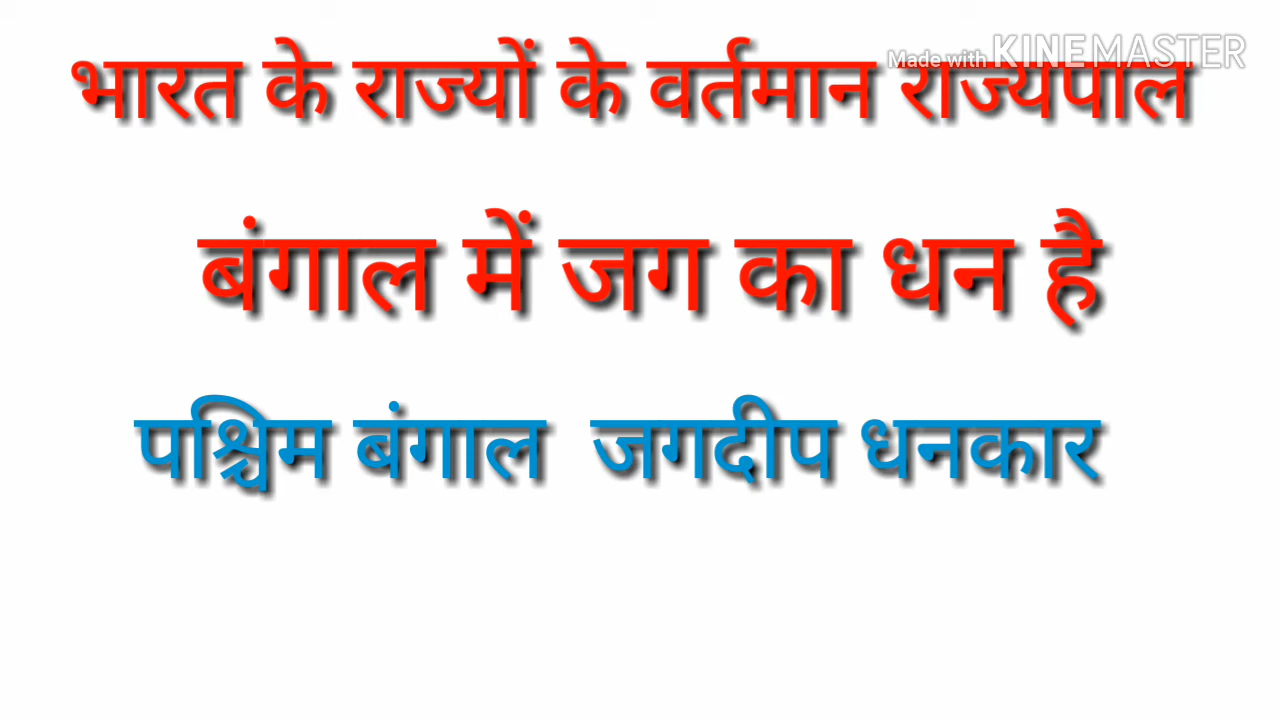 Made with KINEMASTER
भारत के राज्यों के वर्तमान राज्यपाल
बंगाल में जग का धन है
पश्चिम बंगाल जगदीप धनकार